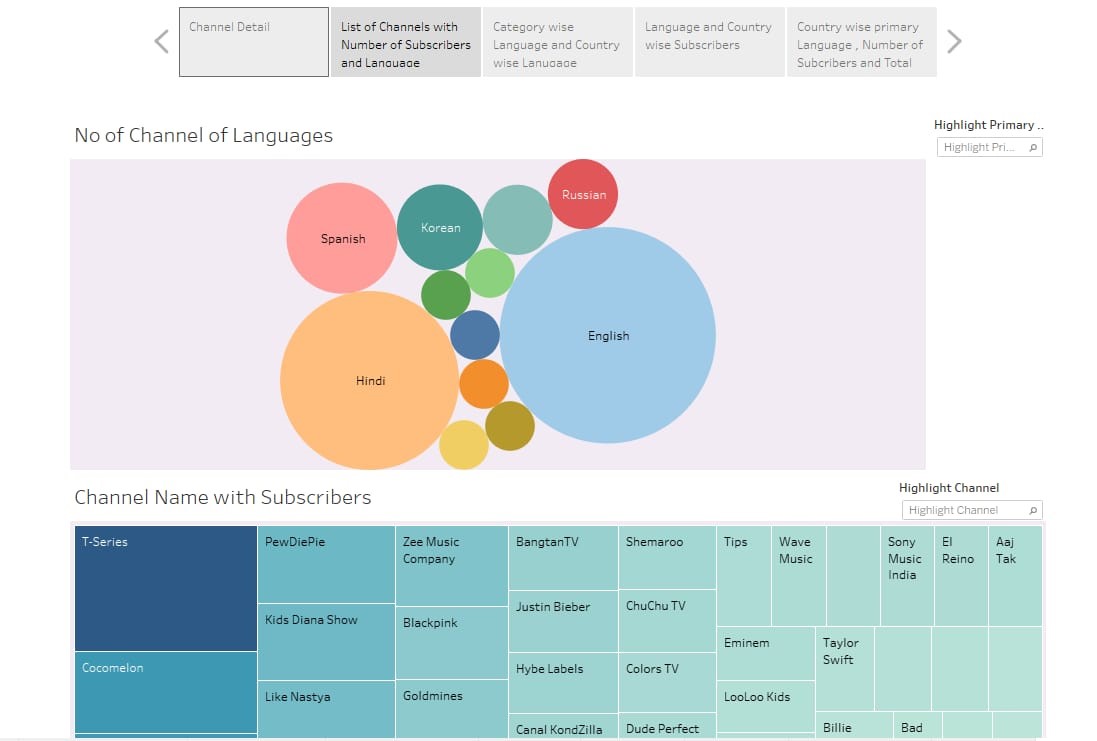 Channel Detail
List of Channels with
Number of Subscribers
and Language
Category wise
Language and Country
wise Language
Language and Country
wise Subscribers
Country wise primary
Language , Number of
Subcribers and Total
No of Channel of Languages
Highlight Primary ..
Highlight Pri...
Russian
Korean
Spanish
English
Hindi
Channel Name with Subscribers
Highlight Channel
Highlight Channel
T-Series
PewDiePie
Zee Music
Company
BangtanTV
Shemaroo
Tips
Wave
Music
Sony
Music
India
El
Reino
Aaj
Tak
Justin Bieber
ChuChu TV
Kids Diana Show
Blackpink
Eminem
Taylor
Swift
Cocomelon
Hybe Labels
Colors TV
Like Nastya
Goldmines
LooLoo Kids
Canal KondZilla
Dude Perfect
Billie
Bad